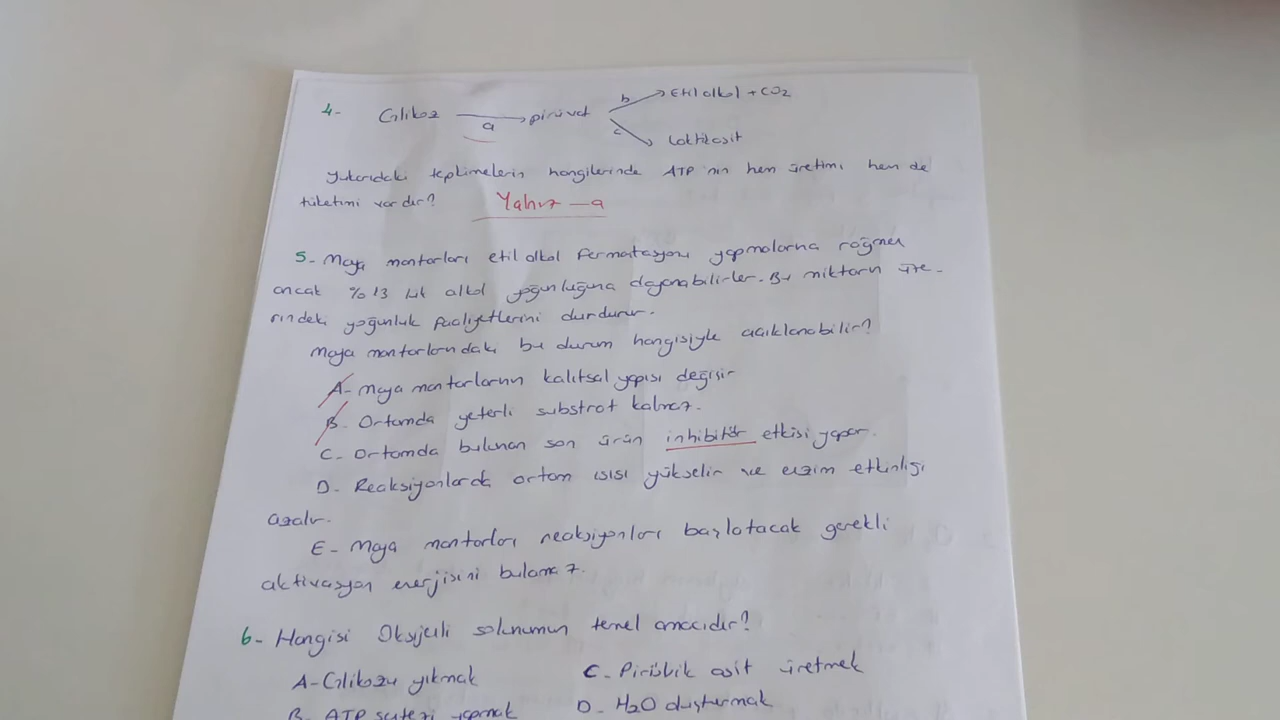 4- Glikoz → a pirüvat b → Etil alkol + CO2
c → Laktikasit
Yukarıdaki tepkimelerin hangilerinde ATP'nin hem üretimi hem de
tüketimi vardır? Yalnız -a
5- Maya mantarları etil alkol fermantasyonu yapmalarına rağmen
ancak %13 lük alkol yoğunluğuna dayanabilirler. Bu miktarın üze-
rindeki yoğunluk faaliyetlerini durdurur.
Maya mantarlarındaki bu durum hangisiyle açıklanabilir?
A- Maya mantarlarının kalıtsal yapısı değişir
B- Ortamda yeterli substrat kalmaz.
C- Ortamda bulunan son ürün inhibitör etkisi yapar.
D- Reaksiyonlarda ortam ısısı yükselir ve enzim etkinliği
azalır.
E- Maya mantarları reaksiyonları başlatacak gerekli
aktivasyon enerjisini bulamaz.
6- Hangisi Oksijenli solunumun temel amacıdır?
A- Glikozu yıkmak C- Pirüvik asit üretmek
B- ATP sentezi yapmak D- H2O oluşturmak